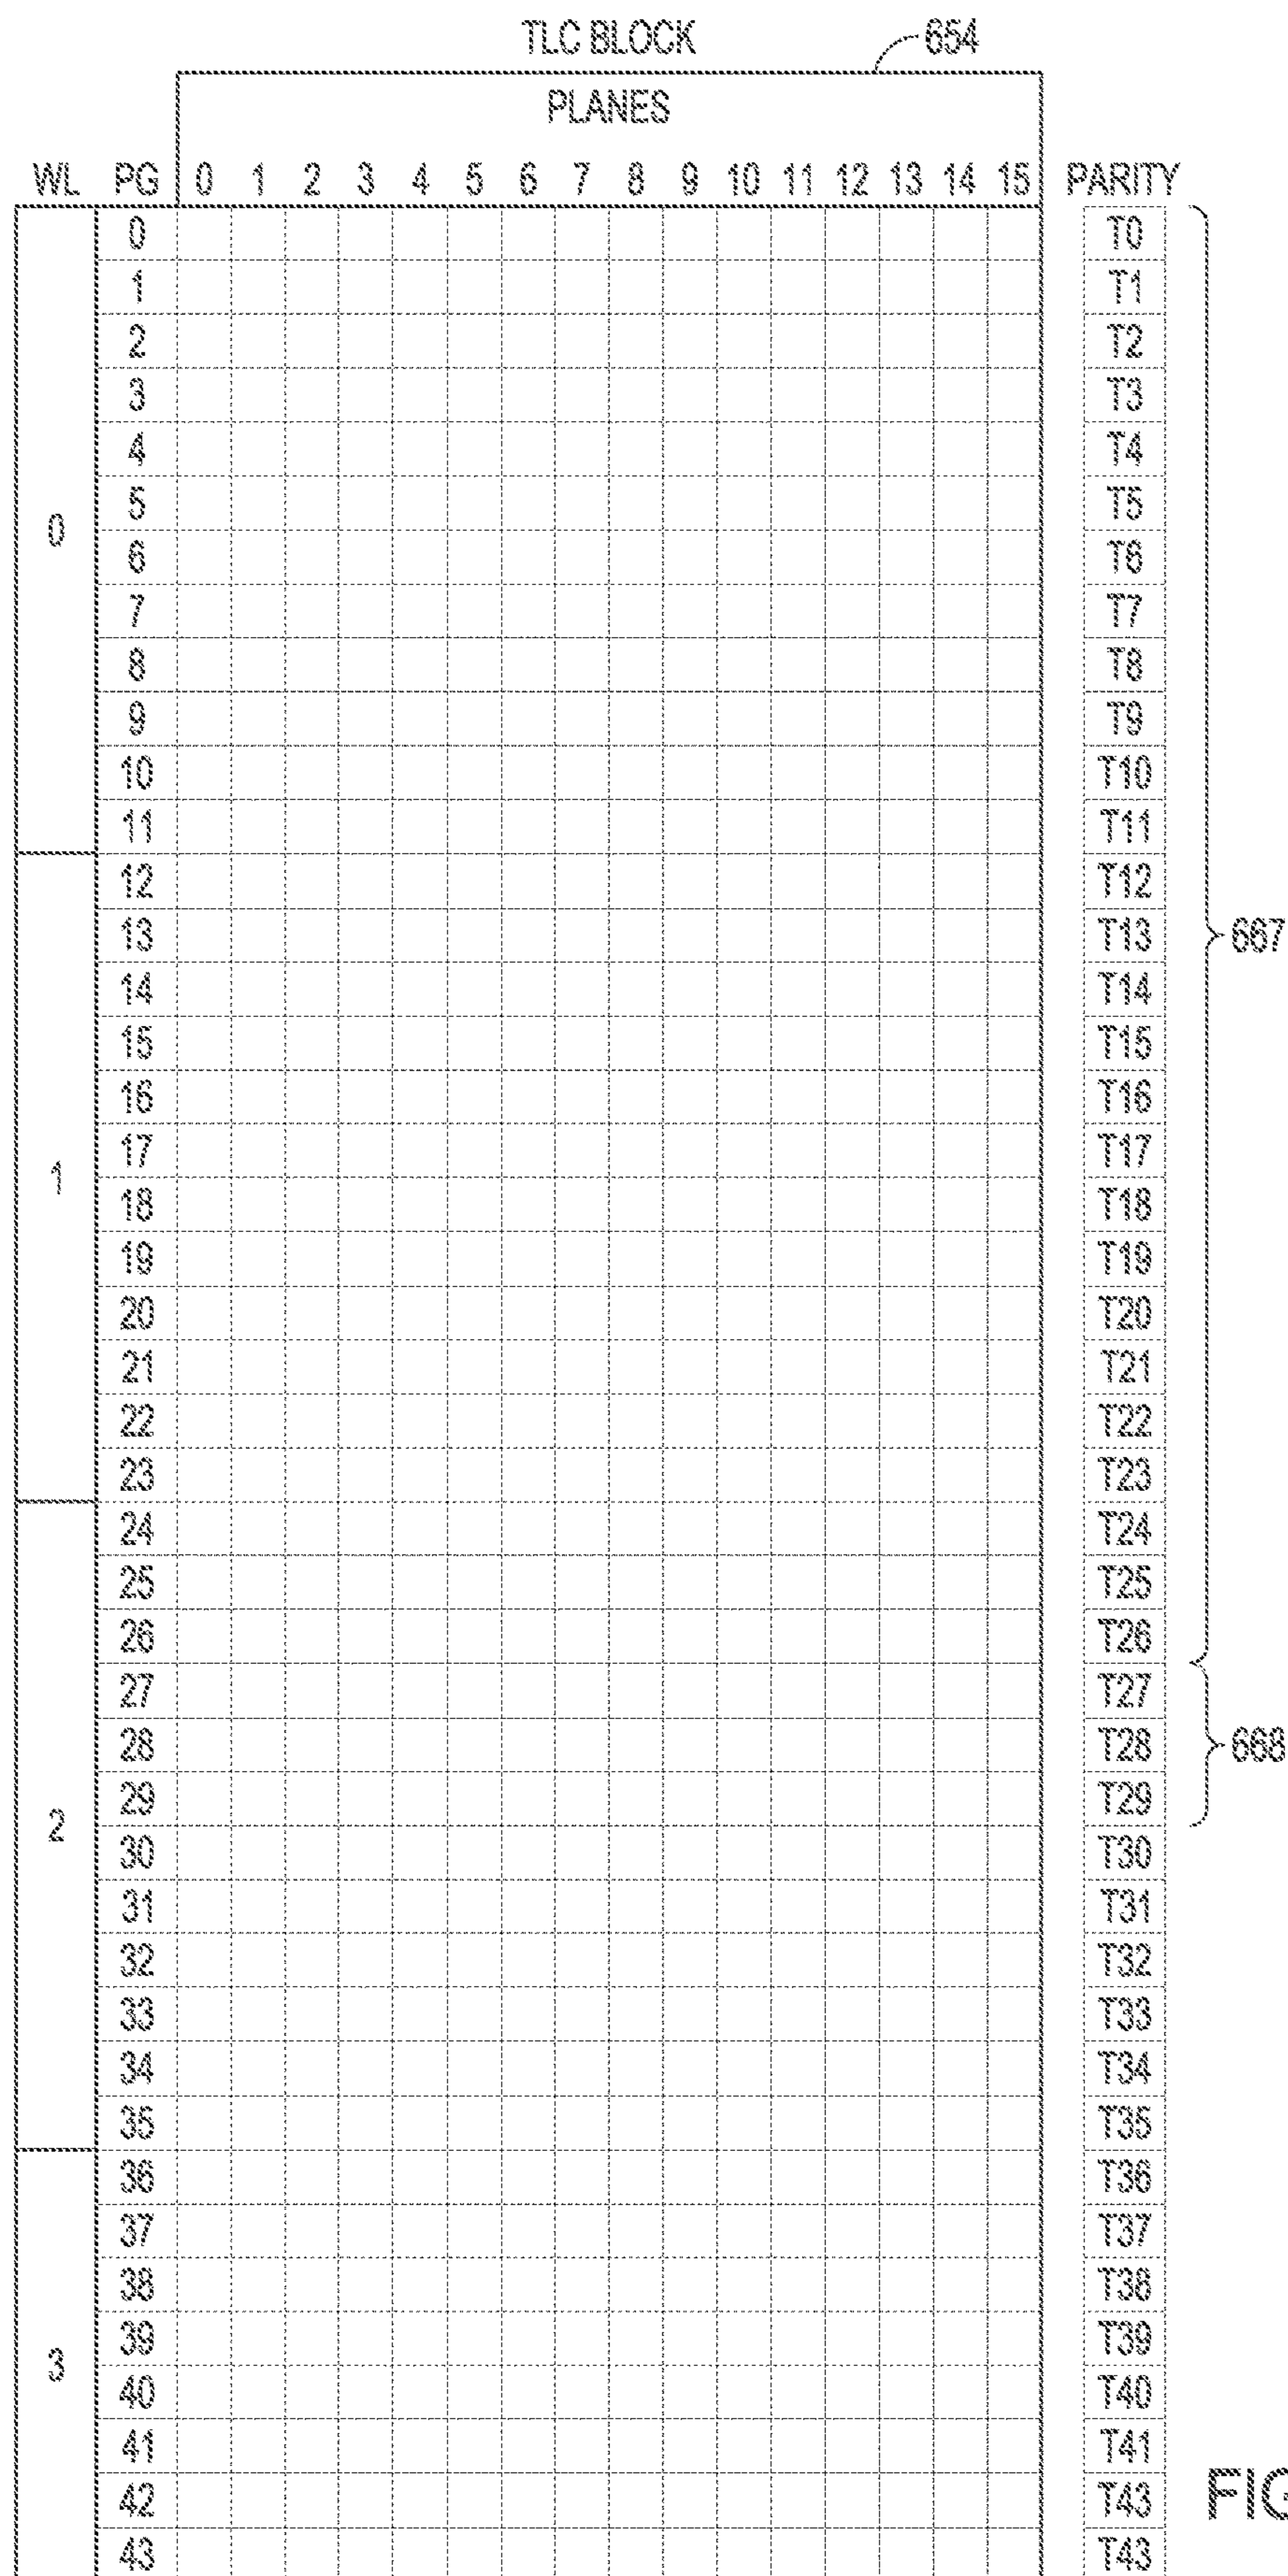 TLC BLOCK 654
PLANES
WL PG 0 1 2 3 4 5 6 7 8 9 10 11 12 13 14 15 PARITY
0 T0
1 T1
2 T2
3 T3
4 T4
5 T5
0
6 T6
7 T7
8 T8
9 T9
10 T10
11 T11
12 T12
13 T13 667
14 T14
15 T15
16 T16
17 T17
1
18 T18
19 T19
20 T20
21 T21
22 T22
23 T23
24 T24
25 T25
26 T26
27 T27
28 T28 668
29 T29
2
30 T30
31 T31
32 T32
33 T33
34 T34
35 T35
36 T36
37 T37
38 T38
39 T39
3
40 T40
41 T41
42 T43 FIG
43 T43